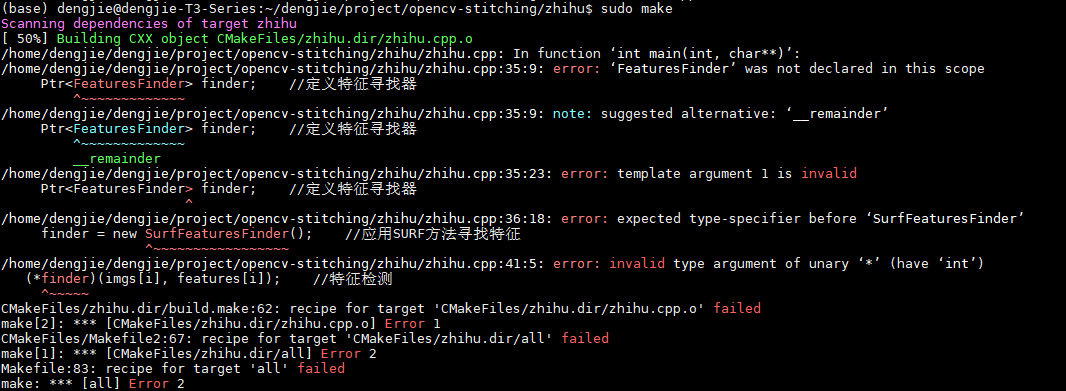 (base) dengjie@dengjie-T3-Series:~/dengjie/project/opencv-stitching/zhihu$ sudo make
Scanning dependencies of target zhihu
[ 50%] Building CXX object CMakeFiles/zhihu.dir/zhihu.cpp.o
/home/dengjie/dengjie/project/opencv-stitching/zhihu/zhihu.cpp: In function ‘int main(int, char**)’:
/home/dengjie/dengjie/project/opencv-stitching/zhihu/zhihu.cpp:35:9: error: ‘FeaturesFinder’ was not declared in this scope
     Ptr<FeaturesFinder> finder;    //定义特征寻找器
         ^~~~~~~~~~~~~~
/home/dengjie/dengjie/project/opencv-stitching/zhihu/zhihu.cpp:35:9: note: suggested alternative: ‘__remainder’
     Ptr<FeaturesFinder> finder;    //定义特征寻找器
         ^~~~~~~~~~~~~~
         __remainder
/home/dengjie/dengjie/project/opencv-stitching/zhihu/zhihu.cpp:35:23: error: template argument 1 is invalid
     Ptr<FeaturesFinder> finder;    //定义特征寻找器
                       ^
/home/dengjie/dengjie/project/opencv-stitching/zhihu/zhihu.cpp:36:18: error: expected type-specifier before ‘SurfFeaturesFinder’
     finder = new SurfFeaturesFinder();    //应用SURF方法寻找特征
                  ^~~~~~~~~~~~~~~~~~
/home/dengjie/dengjie/project/opencv-stitching/zhihu/zhihu.cpp:41:5: error: invalid type argument of unary ‘*’ (have ‘int’)
   (*finder)(imgs[i], features[i]);    //特征检测
     ^~~~~~
CMakeFiles/zhihu.dir/build.make:62: recipe for target 'CMakeFiles/zhihu.dir/zhihu.cpp.o' failed
make[2]: *** [CMakeFiles/zhihu.dir/zhihu.cpp.o] Error 1
CMakeFiles/Makefile2:67: recipe for target 'CMakeFiles/zhihu.dir/all' failed
make[1]: *** [CMakeFiles/zhihu.dir/all] Error 2
Makefile:83: recipe for target 'all' failed
make: *** [all] Error 2